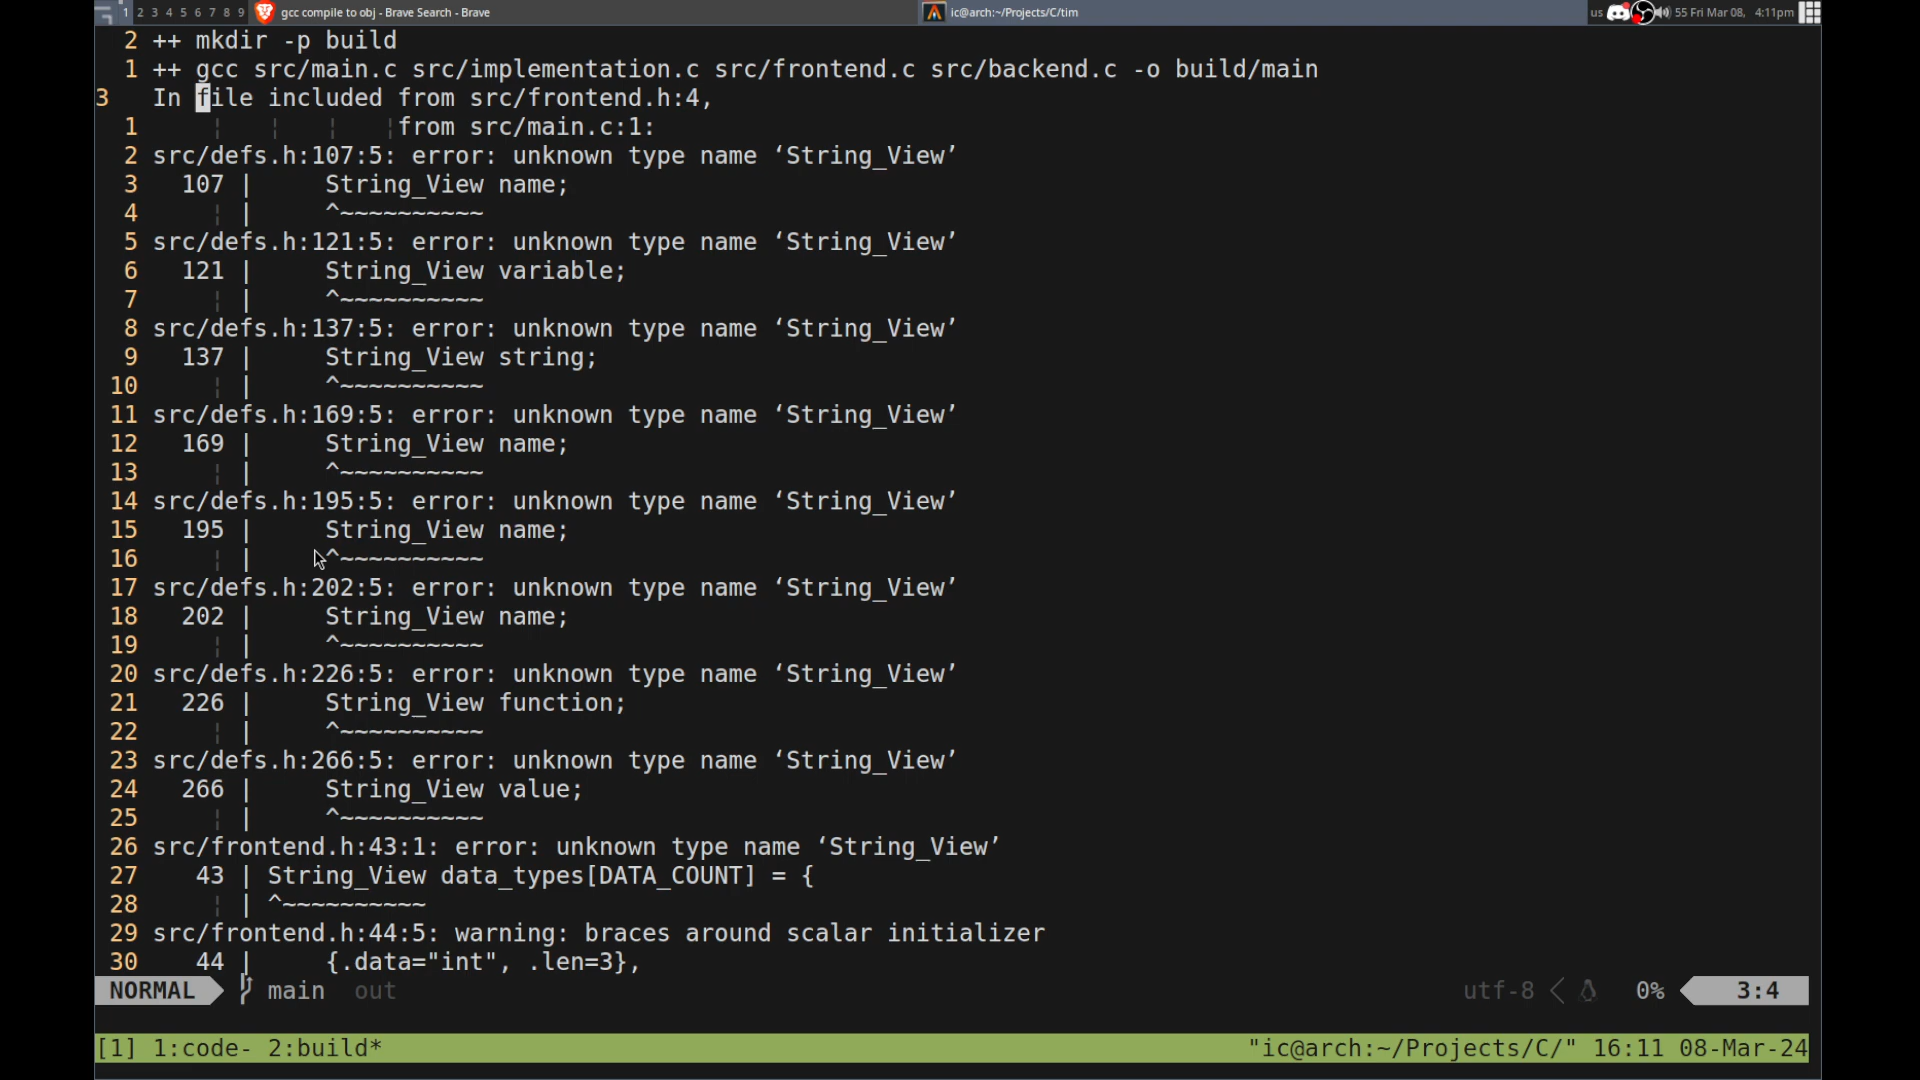 1 2 3 4 5 6 7 8 9 gcc compile to obj - Brave Search - Brave ic@arch:~/Projects/C/tim us 55 Fri Mar 08, 4:11pm
2 ++ mkdir -p build
1 ++ gcc src/main.c src/implementation.c src/frontend.c src/backend.c -o build/main
3 In file included from src/frontend.h:4,
1 from src/main.c:1:
2 src/defs.h:107:5: error: unknown type name ‘String_View’
3 107 | String_View name;
4 | ^~~~~~~~~~~
5 src/defs.h:121:5: error: unknown type name ‘String_View’
6 121 | String_View variable;
7 | ^~~~~~~~~~~
8 src/defs.h:137:5: error: unknown type name ‘String_View’
9 137 | String_View string;
10 | ^~~~~~~~~~~
11 src/defs.h:169:5: error: unknown type name ‘String_View’
12 169 | String_View name;
13 | ^~~~~~~~~~~
14 src/defs.h:195:5: error: unknown type name ‘String_View’
15 195 | String_View name;
16 | ^~~~~~~~~~~
17 src/defs.h:202:5: error: unknown type name ‘String_View’
18 202 | String_View name;
19 | ^~~~~~~~~~~
20 src/defs.h:226:5: error: unknown type name ‘String_View’
21 226 | String_View function;
22 | ^~~~~~~~~~~
23 src/defs.h:266:5: error: unknown type name ‘String_View’
24 266 | String_View value;
25 | ^~~~~~~~~~~
26 src/frontend.h:43:1: error: unknown type name ‘String_View’
27 43 | String_View data_types[DATA_COUNT] = {
28 | ^~~~~~~~~~~
29 src/frontend.h:44:5: warning: braces around scalar initializer
30 44 | {.data="int", .len=3},
NORMAL main out utf-8 0% 3:4
[1] 1:code- 2:build* "ic@arch:~/Projects/C/" 16:11 08-Mar-24